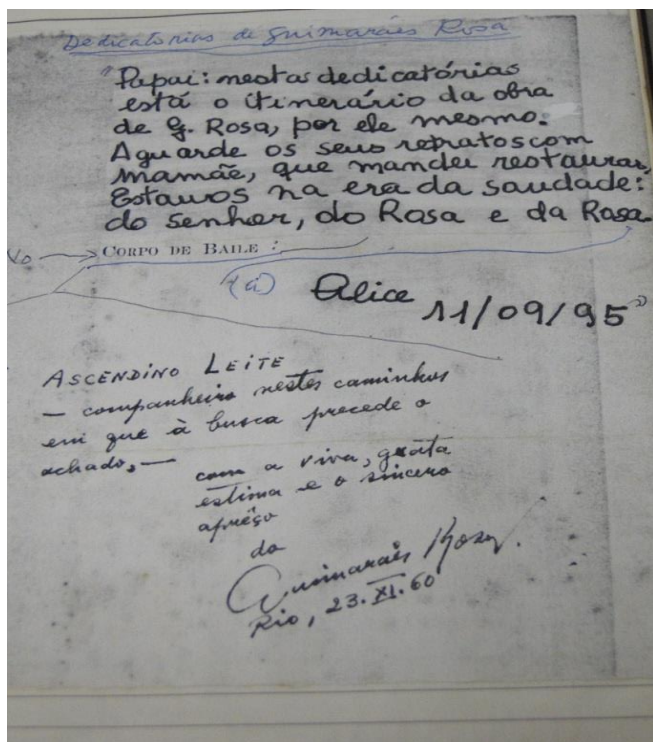 Dedicatorias de Guimarães Rosa
"Papai: nestas dedicatórias
está o itinerário da obra
de G. Rosa, por ele mesmo.
Aguarde os seus retratos com
mamãe, que mandei restaurar,
Estamos na era da saudade:
do senhor, do Rosa e da Rosa.
CORPO DE BAILE :
(a) Alice
11/09/95"
ASCENDINO LEITE
— companheiro nestes caminhos
em que à busca precede o
achado, —
com a viva, grata
estima e o sincero
aprêço
do
Guimarães Rosa.
Rio, 23.XI.60